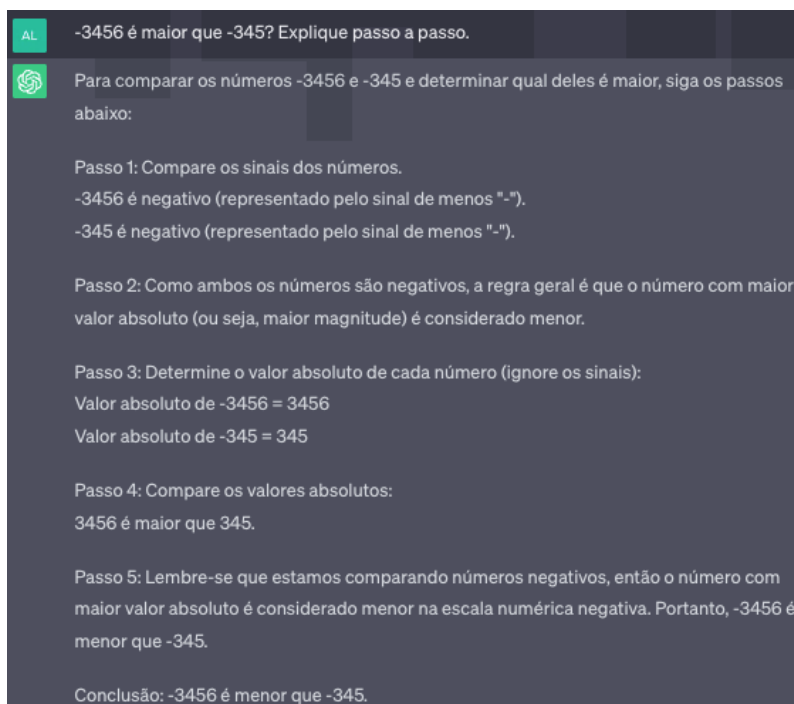 AL
-3456 é maior que -345? Explique passo a passo.
Para comparar os números -3456 e -345 e determinar qual deles é maior, siga os passos
abaixo:
Passo 1: Compare os sinais dos números.
-3456 é negativo (representado pelo sinal de menos "-").
-345 é negativo (representado pelo sinal de menos "-").
Passo 2: Como ambos os números são negativos, a regra geral é que o número com maior
valor absoluto (ou seja, maior magnitude) é considerado menor.
Passo 3: Determine o valor absoluto de cada número (ignore os sinais):
Valor absoluto de -3456 = 3456
Valor absoluto de -345 = 345
Passo 4: Compare os valores absolutos:
3456 é maior que 345.
Passo 5: Lembre-se que estamos comparando números negativos, então o número com
maior valor absoluto é considerado menor na escala numérica negativa. Portanto, -3456 é
menor que -345.
Conclusão: -3456 é menor que -345.